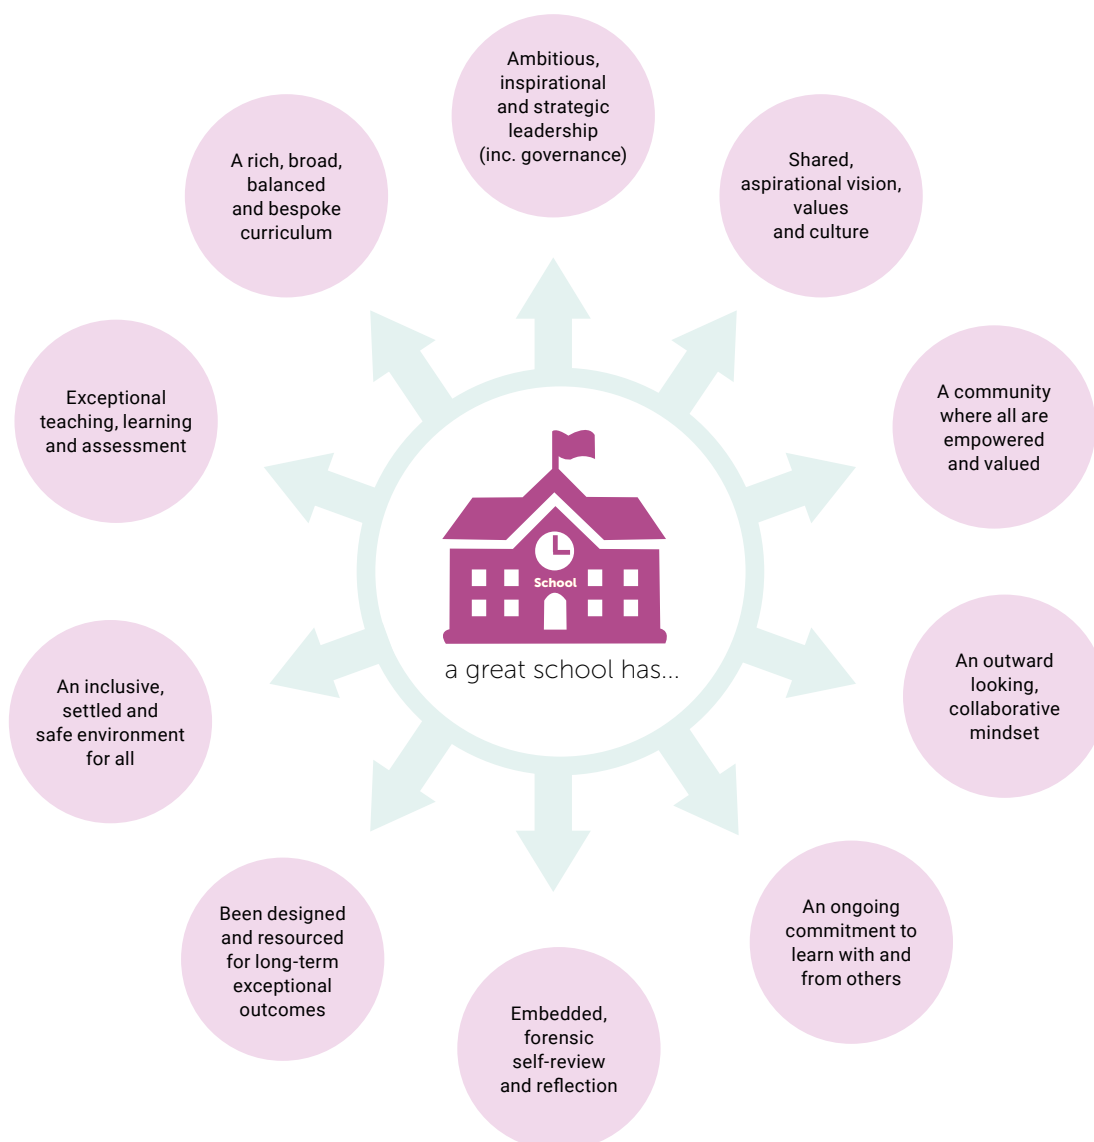 Ambitious,
inspirational
and strategic
leadership
(inc. governance)
Shared,
aspirational vision,
values
and culture
A community
where all are
empowered
and valued
An outward
looking,
collaborative
mindset
An ongoing
commitment to
learn with and
from others
Embedded,
forensic
self-review
and reflection
Been designed
and resourced
for long-term
exceptional
outcomes
An inclusive,
settled and
safe environment
for all
Exceptional
teaching, learning
and assessment
A rich, broad,
balanced
and bespoke
curriculum
School
a great school has...